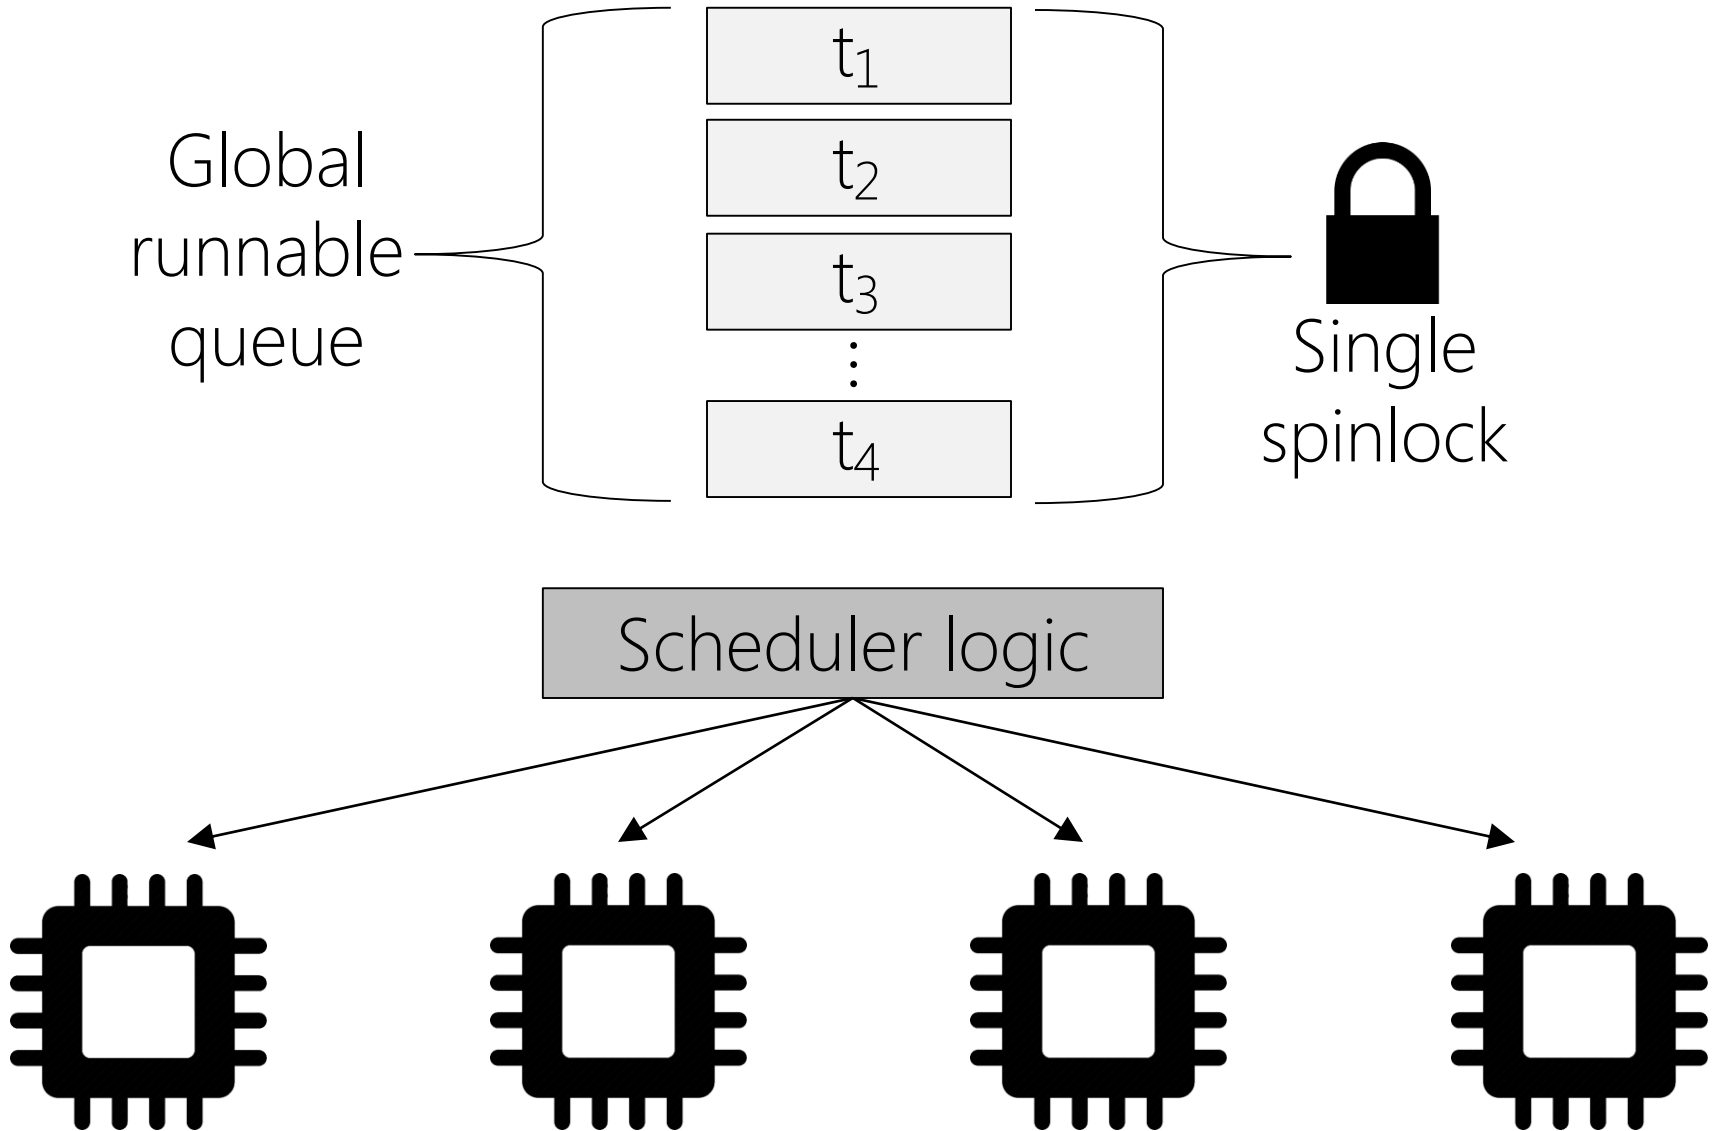 Global
runnable
queue
t₁
t₂
t₃
⋮
t₄
Single
spinlock
Scheduler logic